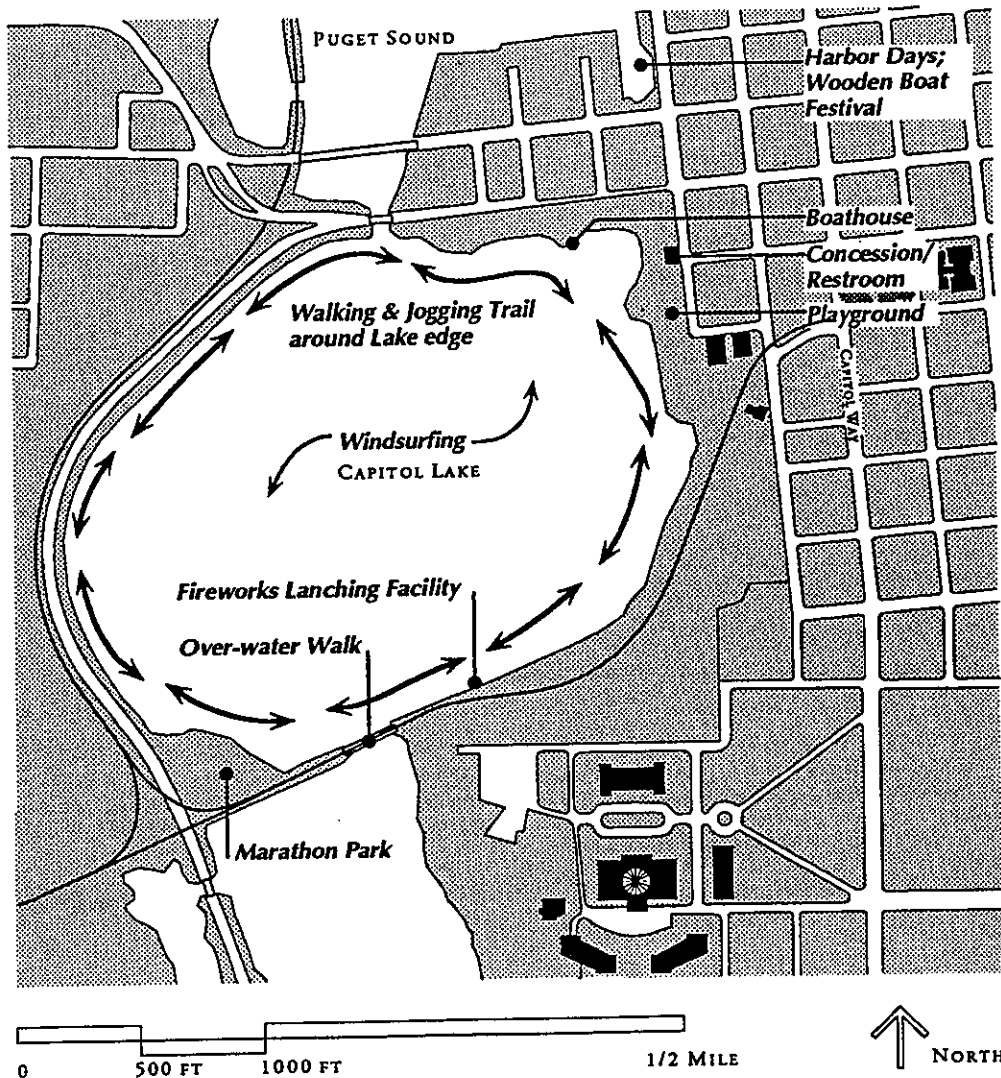 PUGET SOUND
Harbor Days;
Wooden Boat
Festival
Boathouse
Concession/
Restroom
Playground
Walking & Jogging Trail
around Lake edge
CAPITOL WAY
Windsurfing
CAPITOL LAKE
Fireworks Lanching Facility
Over-water Walk
Marathon Park
0
500 FT
1000 FT
1/2 MILE
NORTH